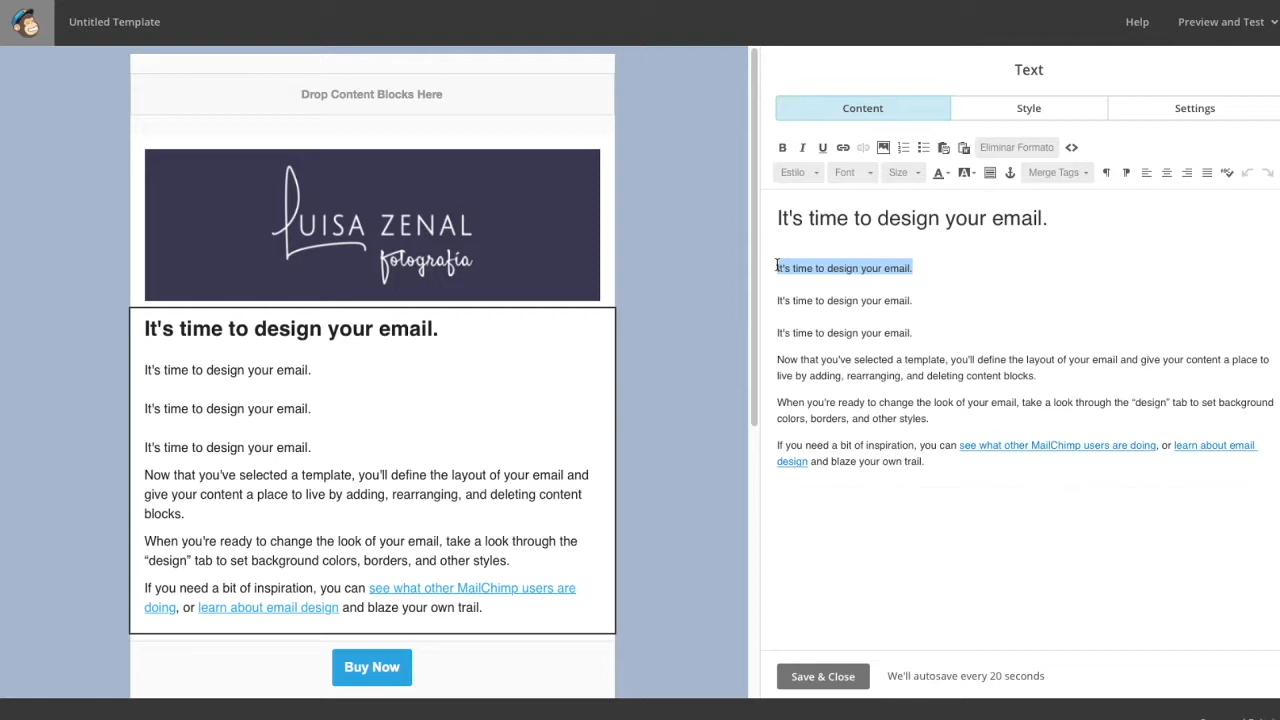 Untitled Template
Help
Preview and Test
Drop Content Blocks Here
LUISA ZENAL
fotografía
It's time to design your email.
It's time to design your email.
It's time to design your email.
It's time to design your email.
Now that you've selected a template, you'll define the layout of your email and
give your content a place to live by adding, rearranging, and deleting content
blocks.
When you're ready to change the look of your email, take a look through the
“design” tab to set background colors, borders, and other styles.
If you need a bit of inspiration, you can see what other MailChimp users are
doing, or learn about email design and blaze your own trail.
Buy Now
Text
Content
Style
Settings
B I U
Eliminar Formato
Estilo
Font
Size
A
A
Merge Tags
It's time to design your email.
It's time to design your email.
It's time to design your email.
It's time to design your email.
Now that you've selected a template, you'll define the layout of your email and give your content a place to
live by adding, rearranging, and deleting content blocks.
When you're ready to change the look of your email, take a look through the “design” tab to set background
colors, borders, and other styles.
If you need a bit of inspiration, you can see what other MailChimp users are doing, or learn about email
design and blaze your own trail.
Save & Close
We'll autosave every 20 seconds